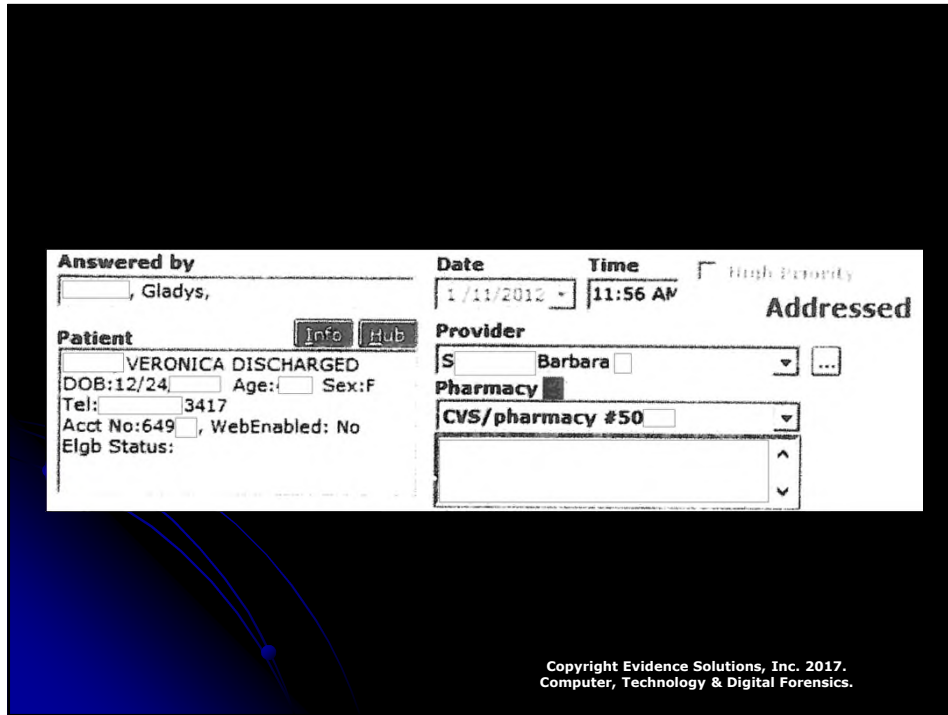 Answered by
, Gladys,
Date
1/11/2012
Time
11:56 AM
High Priority
Addressed
Patient
Info
Hub
VERONICA DISCHARGED
DOB:12/24 Age: Sex:F
Tel: 3417
Acct No:649 , WebEnabled: No
Elgb Status:
Provider
S Barbara
...
Pharmacy
CVS/pharmacy #50
Copyright Evidence Solutions, Inc. 2017.
Computer, Technology & Digital Forensics.